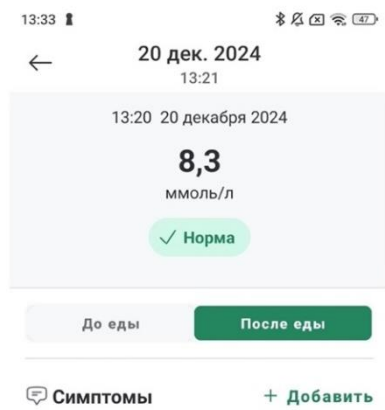 13:33
47
20 дек. 2024
13:21
13:20 20 декабря 2024
8,3
ммоль/л
Норма
До еды
После еды
Симптомы
+ Добавить